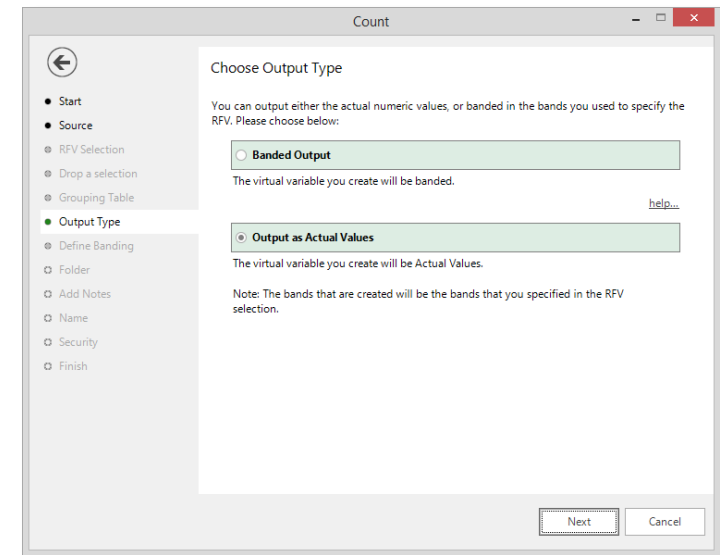 Count
Choose Output Type
Start
Source
RFV Selection
Drop a selection
Grouping Table
Output Type
Define Banding
Folder
Add Notes
Name
Security
Finish
You can output either the actual numeric values, or banded in the bands you used to specify the
RFV. Please choose below:
Banded Output
The virtual variable you create will be banded.
help...
Output as Actual Values
The virtual variable you create will be Actual Values.
Note: The bands that are created will be the bands that you specified in the RFV
selection.
Next
Cancel